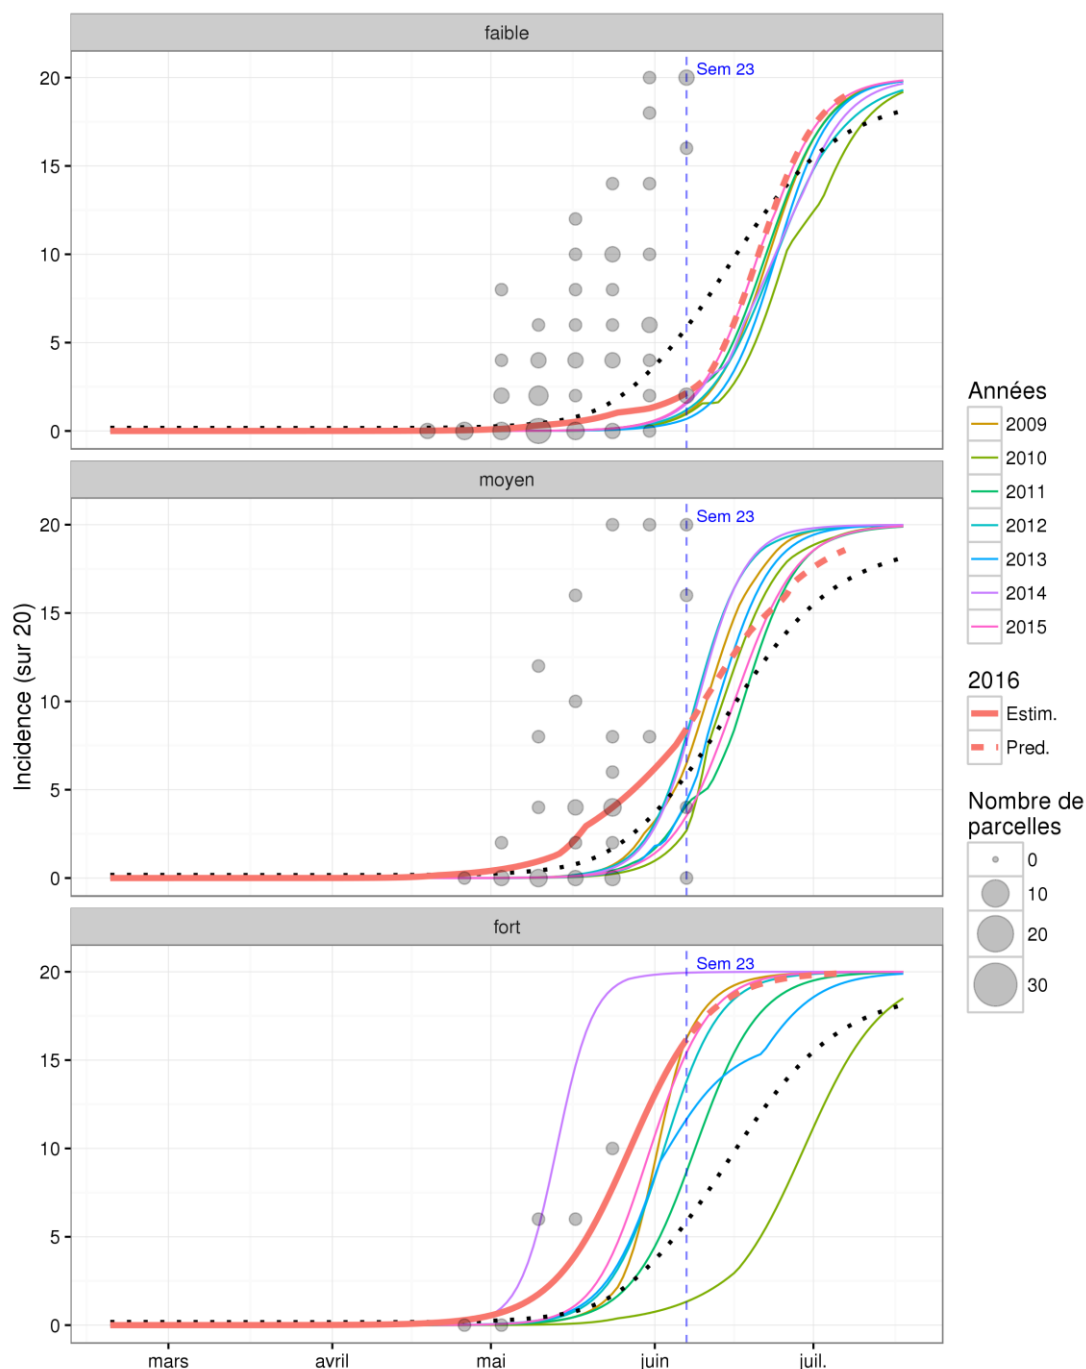 faible
Sem 23
20
15
10
5
0
moyen
Sem 23
20
15
10
5
0
Incidence (sur 20)
fort
Sem 23
20
15
10
5
0
mars avril mai juin juil.
Années
2009
2010
2011
2012
2013
2014
2015
2016
Estim.
Pred.
Nombre de
parcelles
0
10
20
30